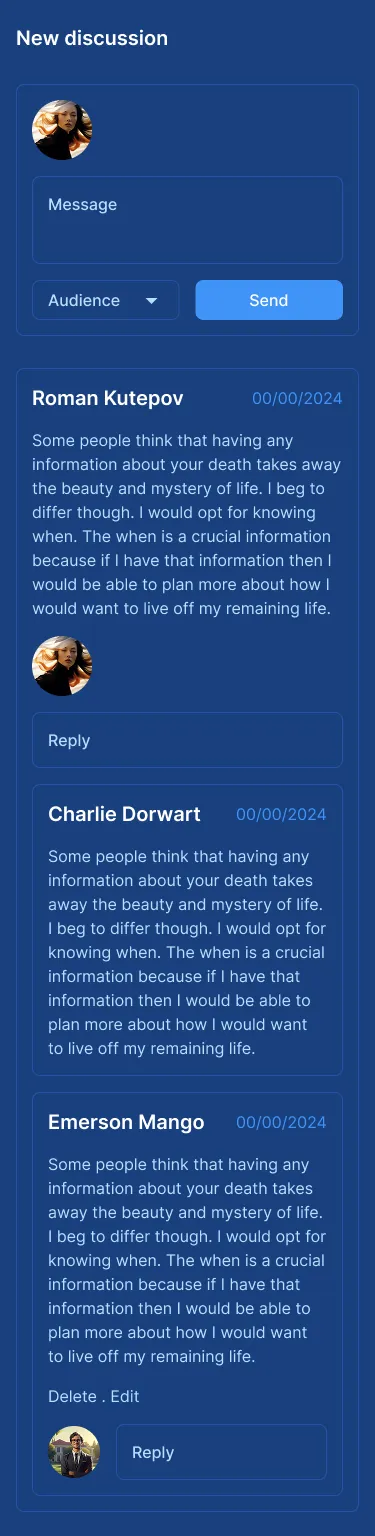 New discussion
Message
Audience
Send
Roman Kutepov 00/00/2024
Some people think that having any
information about your death takes away
the beauty and mystery of life. I beg to
differ though. I would opt for knowing
when. The when is a crucial information
because if I have that information then I
would be able to plan more about how I
would want to live off my remaining life.
Reply
Charlie Dorwart 00/00/2024
Some people think that having any
information about your death takes
away the beauty and mystery of life.
I beg to differ though. I would opt for
knowing when. The when is a crucial
information because if I have that
information then I would be able to
plan more about how I would want
to live off my remaining life.
Emerson Mango 00/00/2024
Some people think that having any
information about your death takes
away the beauty and mystery of life.
I beg to differ though. I would opt for
knowing when. The when is a crucial
information because if I have that
information then I would be able to
plan more about how I would want
to live off my remaining life.
Delete . Edit
Reply